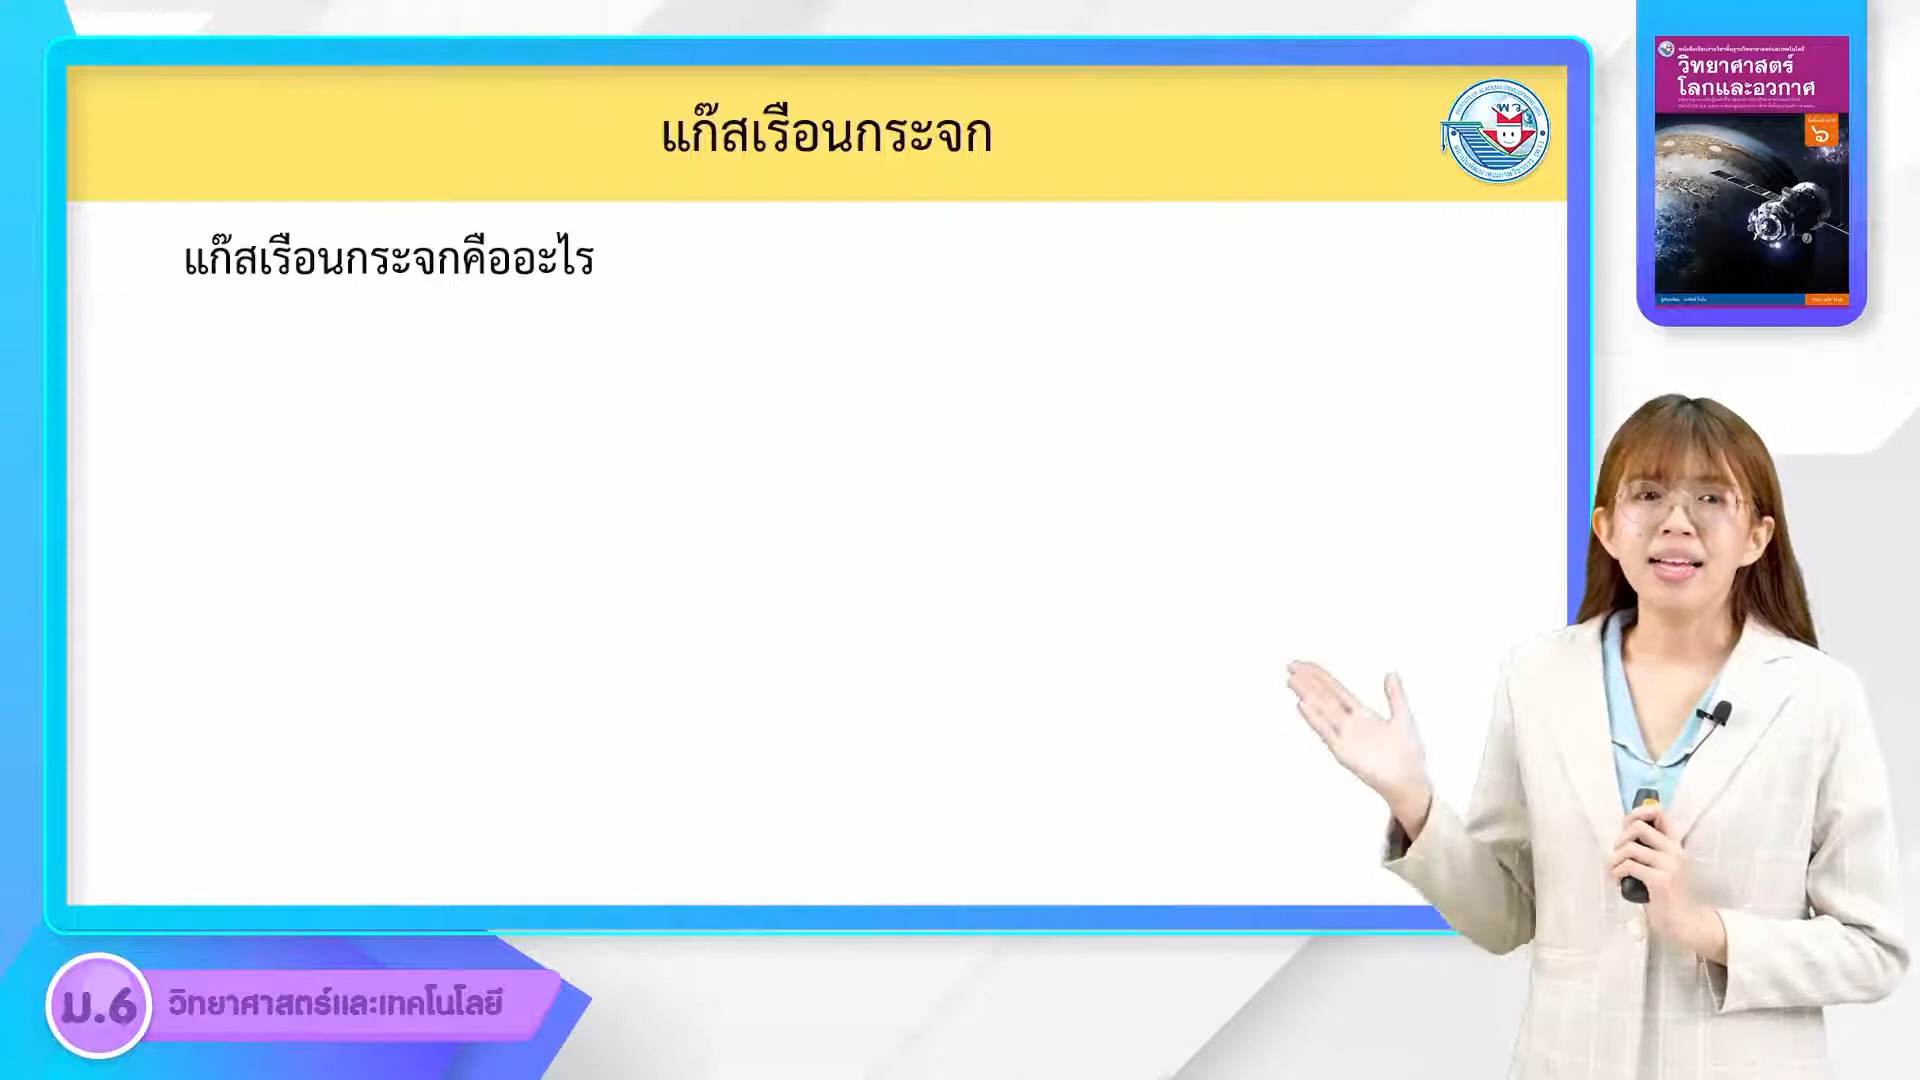 แก๊สเรือนกระจก
แก๊สเรือนกระจกคืออะไร
วิทยาศาสตร์
โลกและอวกาศ
๖
พว.
ม.6 วิทยาศาสตร์และเทคโนโลยี